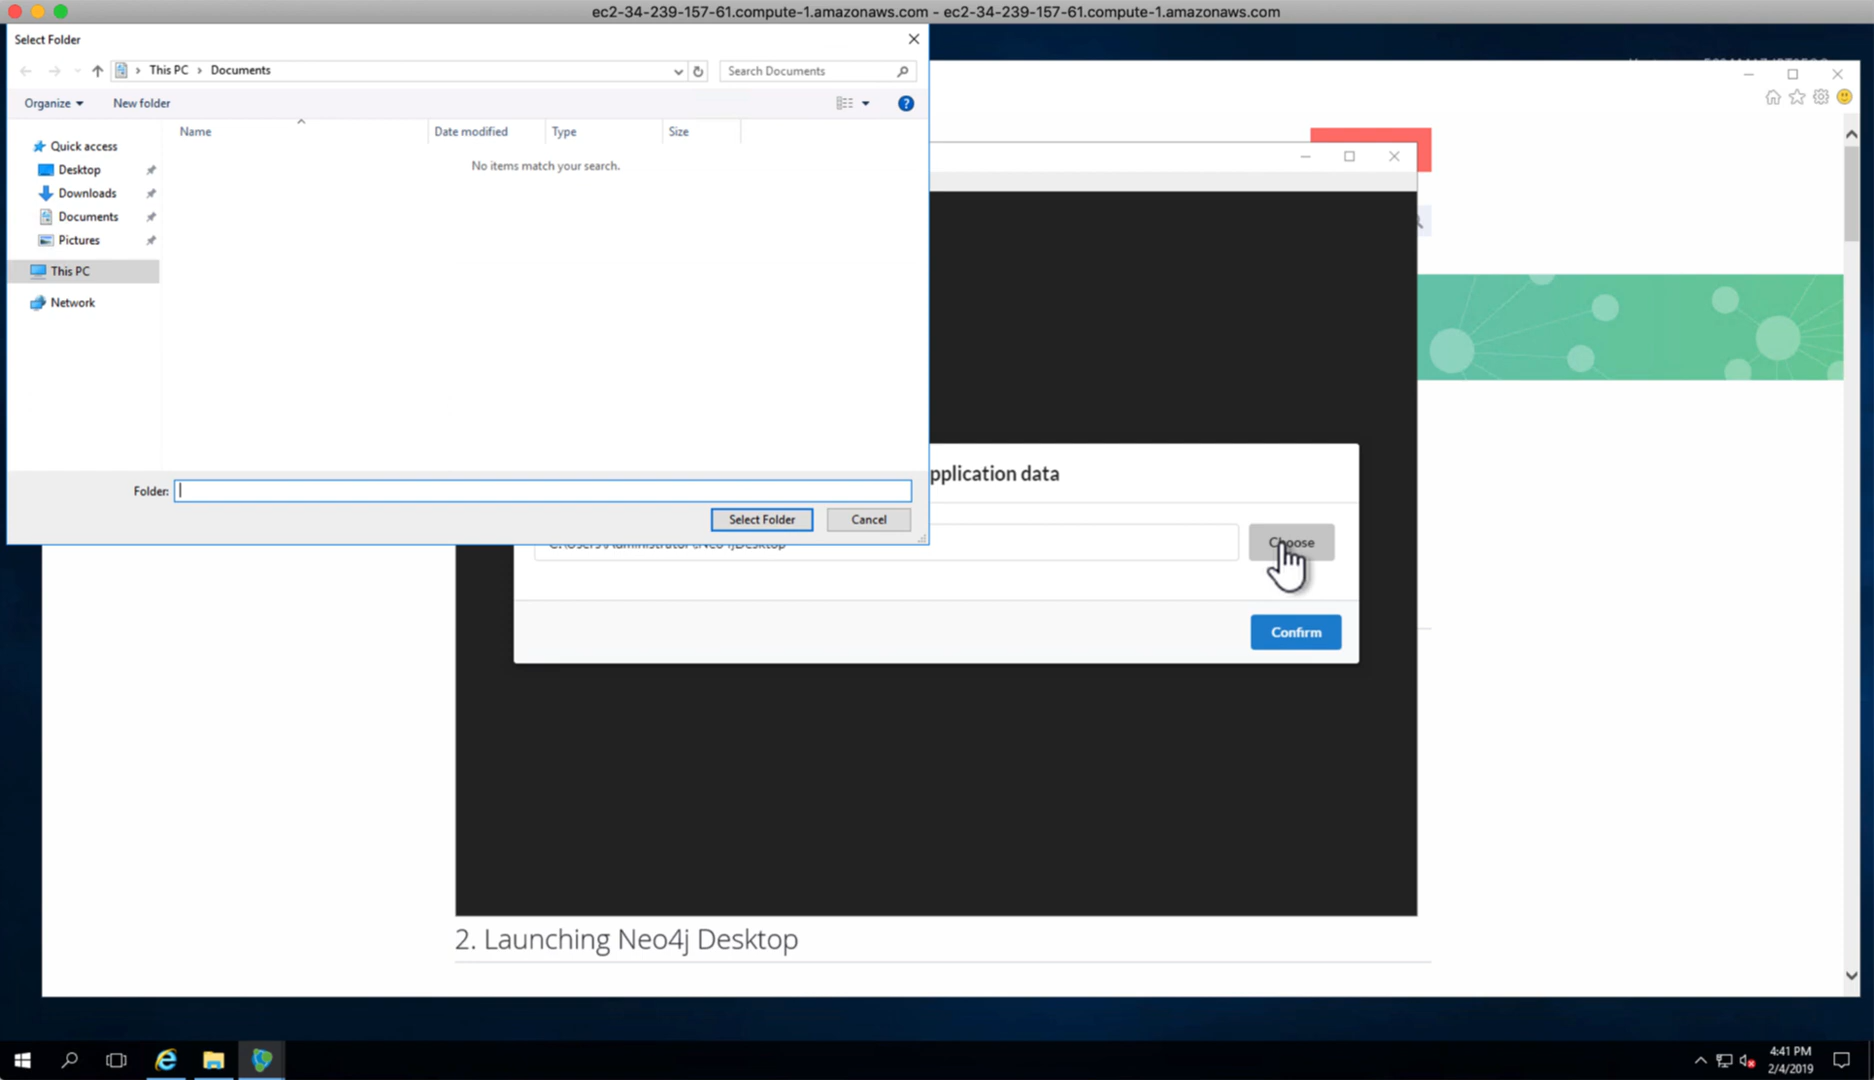 ec2-34-239-157-61.compute-1.amazonaws.com - ec2-34-239-157-61.compute-1.amazonaws.com
Select Folder
This PC › Documents
Search Documents
Organize
New folder
Name
Date modified
Type
Size
No items match your search.
Quick access
Desktop
Downloads
Documents
Pictures
This PC
Network
Folder:
Select Folder
Cancel
pplication data
Choose
Confirm
2. Launching Neo4j Desktop
4:41 PM
2/4/2019